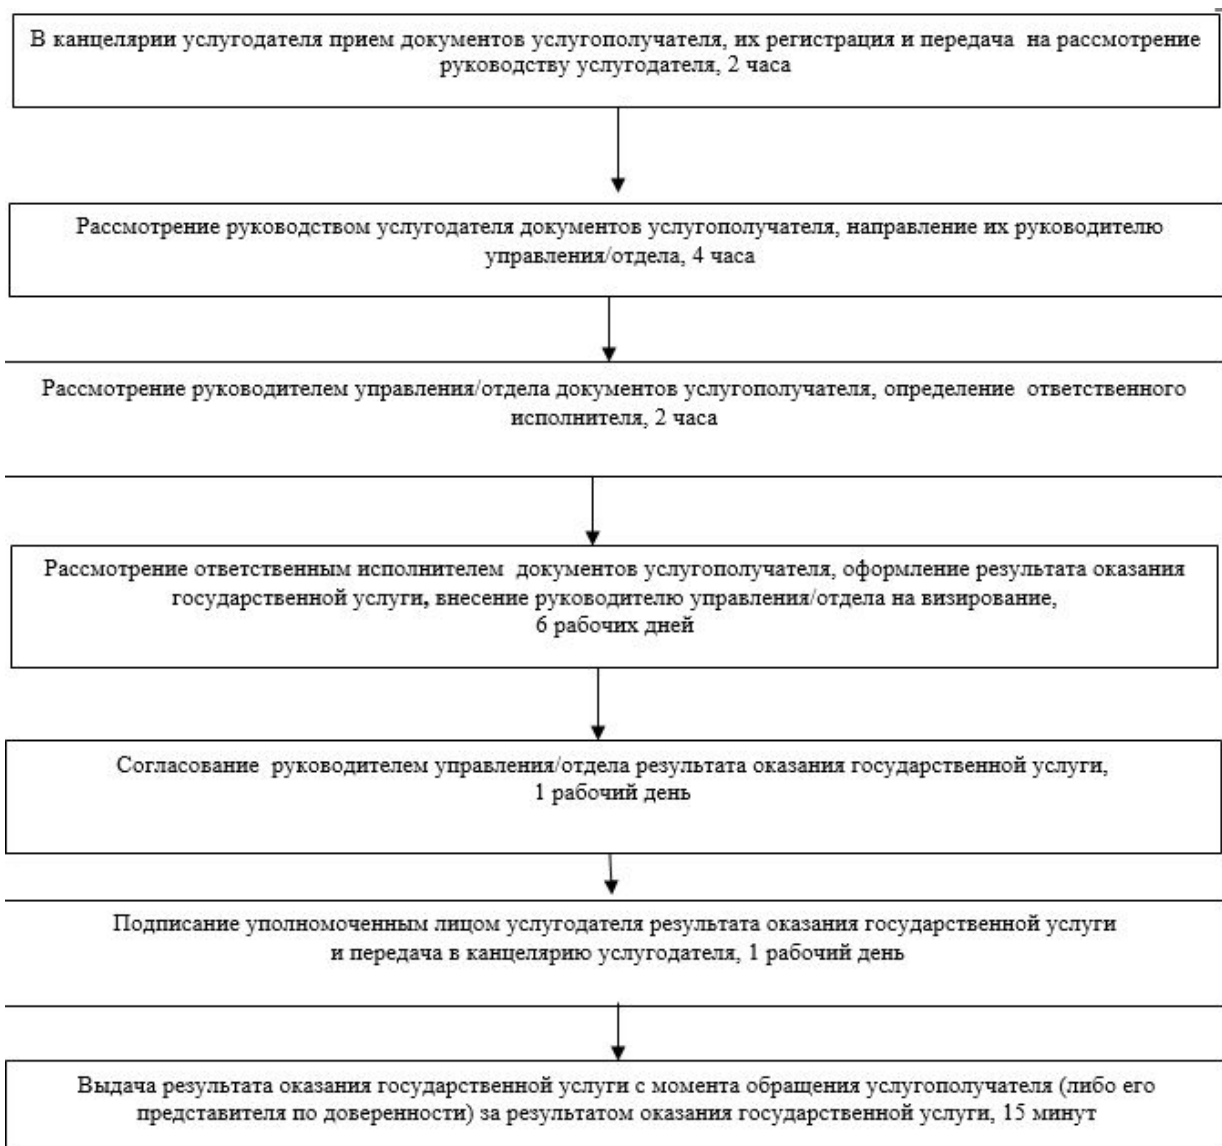 В канцелярии услугодателя прием документов услугополучателя, их регистрация и передача на рассмотрение
руководству услугодателя, 2 часа
Рассмотрение руководством услугодателя документов услугополучателя, направление их руководителю
управления/отдела, 4 часа
Рассмотрение руководителем управления/отдела документов услугополучателя, определение ответственного
исполнителя, 2 часа
Рассмотрение ответственным исполнителем документов услугополучателя, оформление результата оказания
государственной услуги, внесение руководителю управления/отдела на визирование,
6 рабочих дней
Согласование руководителем управления/отдела результата оказания государственной услуги,
1 рабочий день
Подписание уполномоченным лицом услугодателя результата оказания государственной услуги
и передача в канцелярию услугодателя, 1 рабочий день
Выдача результата оказания государственной услуги с момента обращения услугополучателя (либо его
представителя по доверенности) за результатом оказания государственной услуги, 15 минут